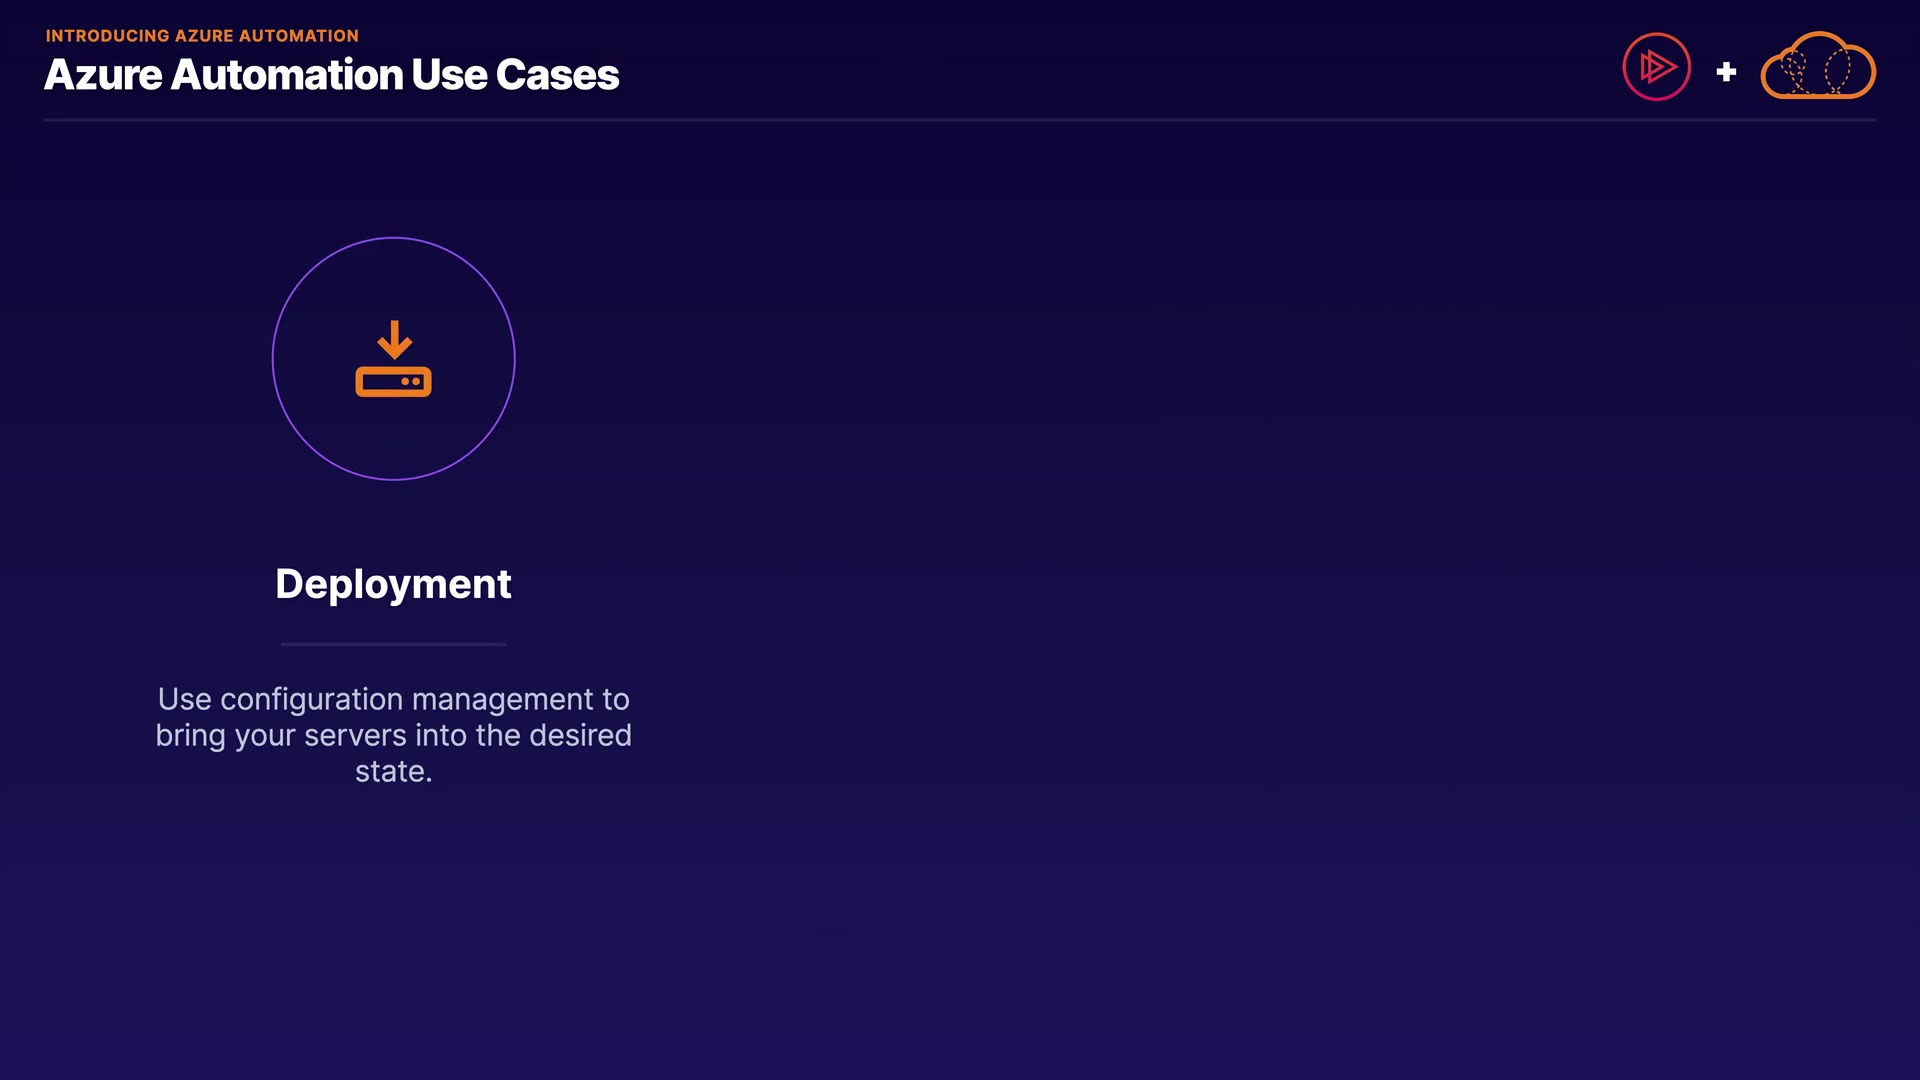 INTRODUCING AZURE AUTOMATION
Azure Automation Use Cases
+
Deployment
Use configuration management to
bring your servers into the desired
state.